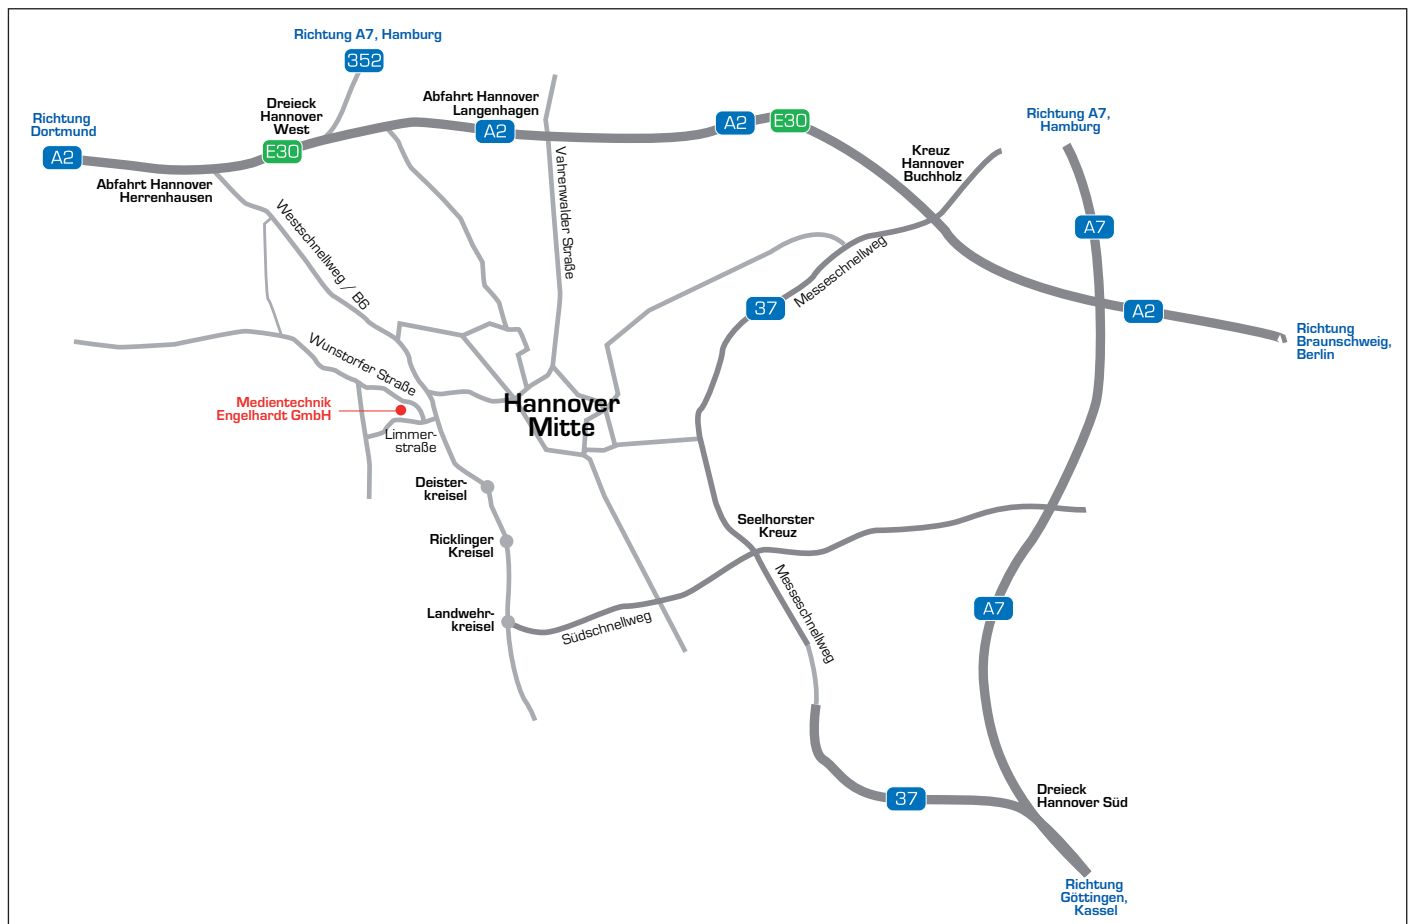 Richtung A7, Hamburg
352
Abfahrt Hannover
Langenhagen
Dreieck
Hannover
West
Richtung
Dortmund
A2
E30
A2
A2
E30
Richtung A7,
Hamburg
Abfahrt Hannover
Herrenhausen
Kreuz
Hannover
Buchholz
A7
Westschnellweg / B6
Vahrenwalder Straße
Messeschnellweg
37
A2
Richtung
Braunschweig,
Berlin
Wunstorfer Straße
Medientechnik
Engelhardt GmbH
Hannover
Mitte
Limmer-
straße
Deister-
kreisel
Ricklinger
Kreisel
Seelhorster
Kreuz
Landwehr-
kreisel
Südschnellweg
Messeschnellweg
A7
37
Dreieck
Hannover Süd
Richtung
Göttingen,
Kassel